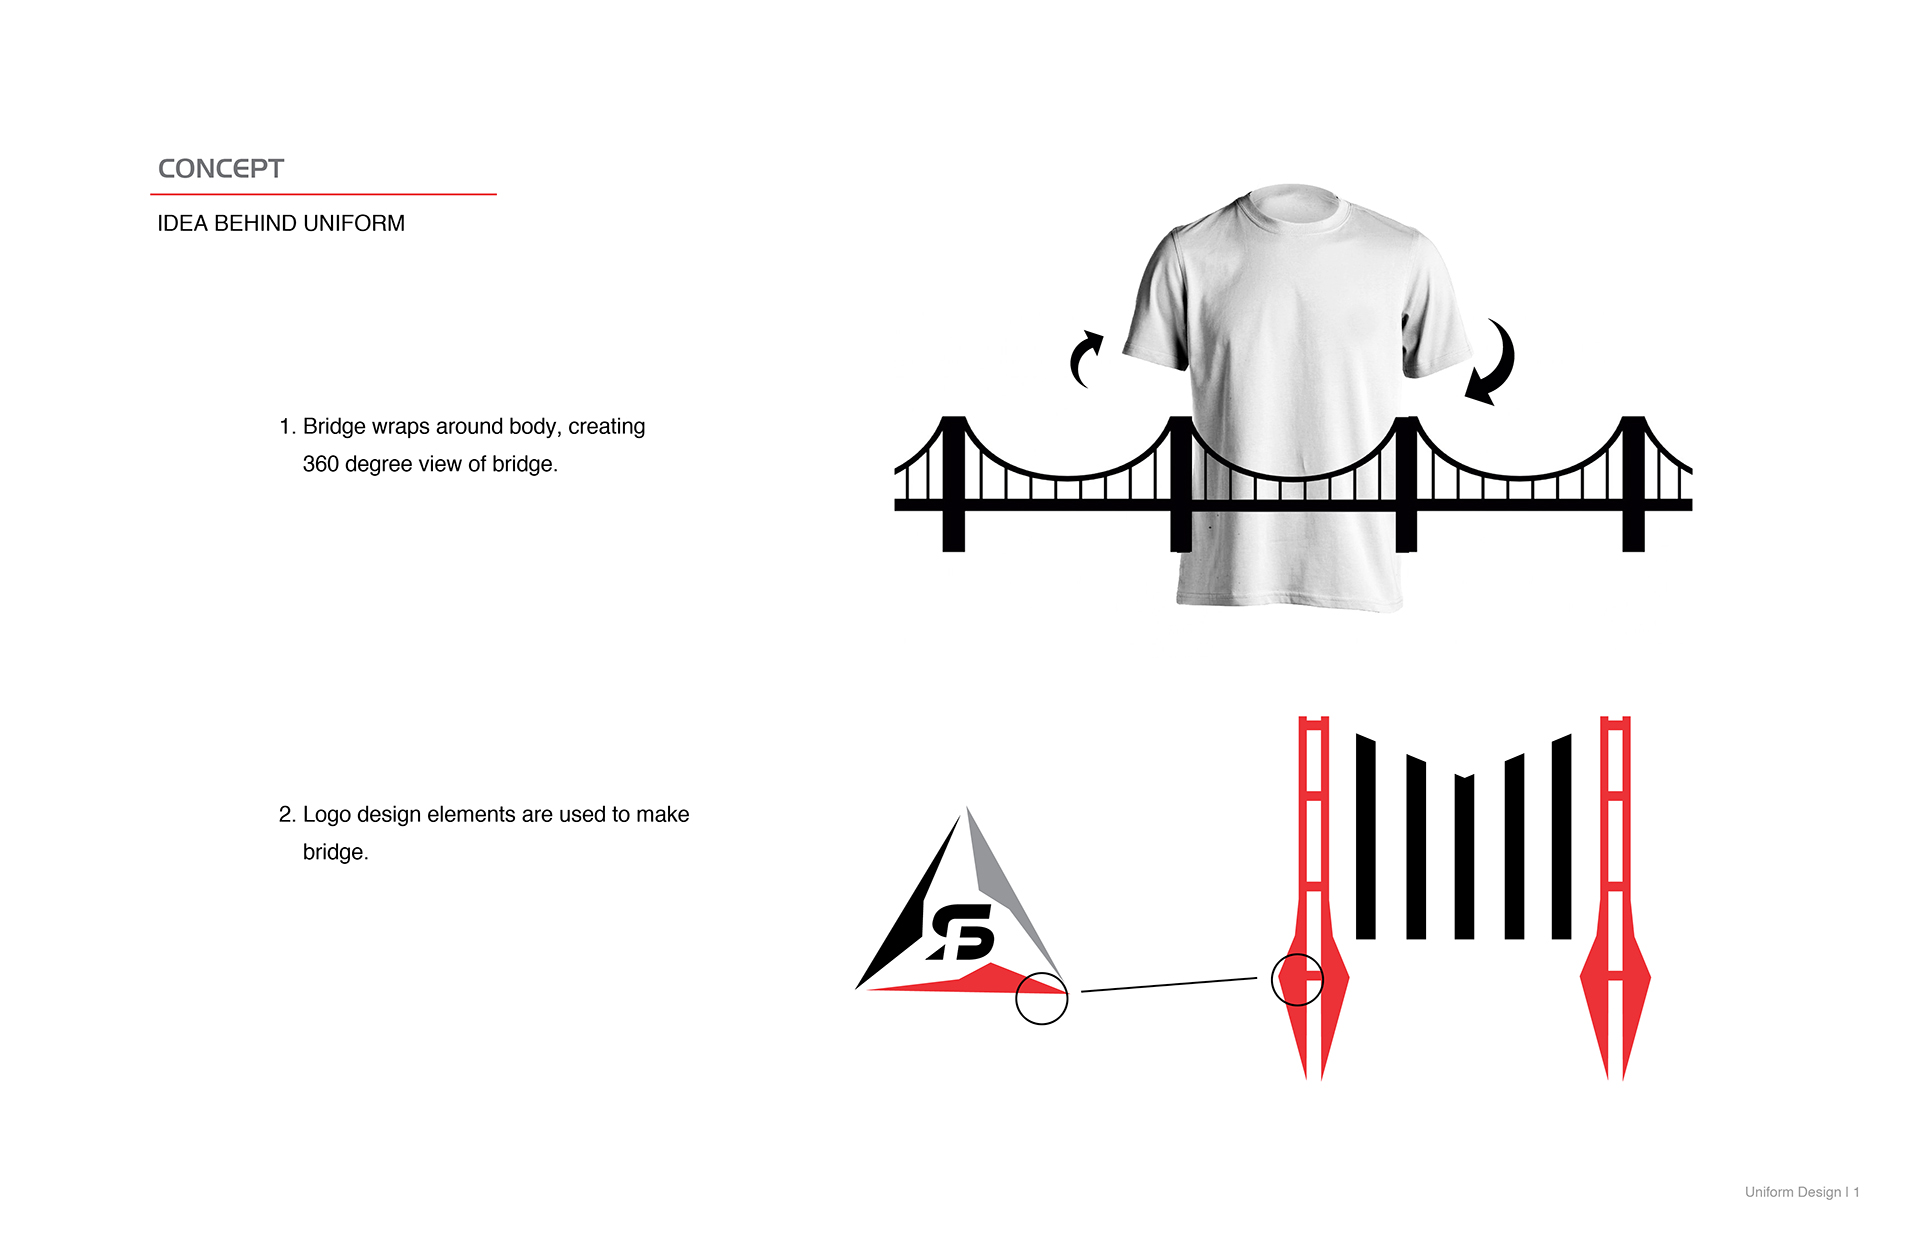 CONCEPT
IDEA BEHIND UNIFORM
1. Bridge wraps around body, creating
360 degree view of bridge.
2. Logo design elements are used to make
bridge.
Uniform Design | 1